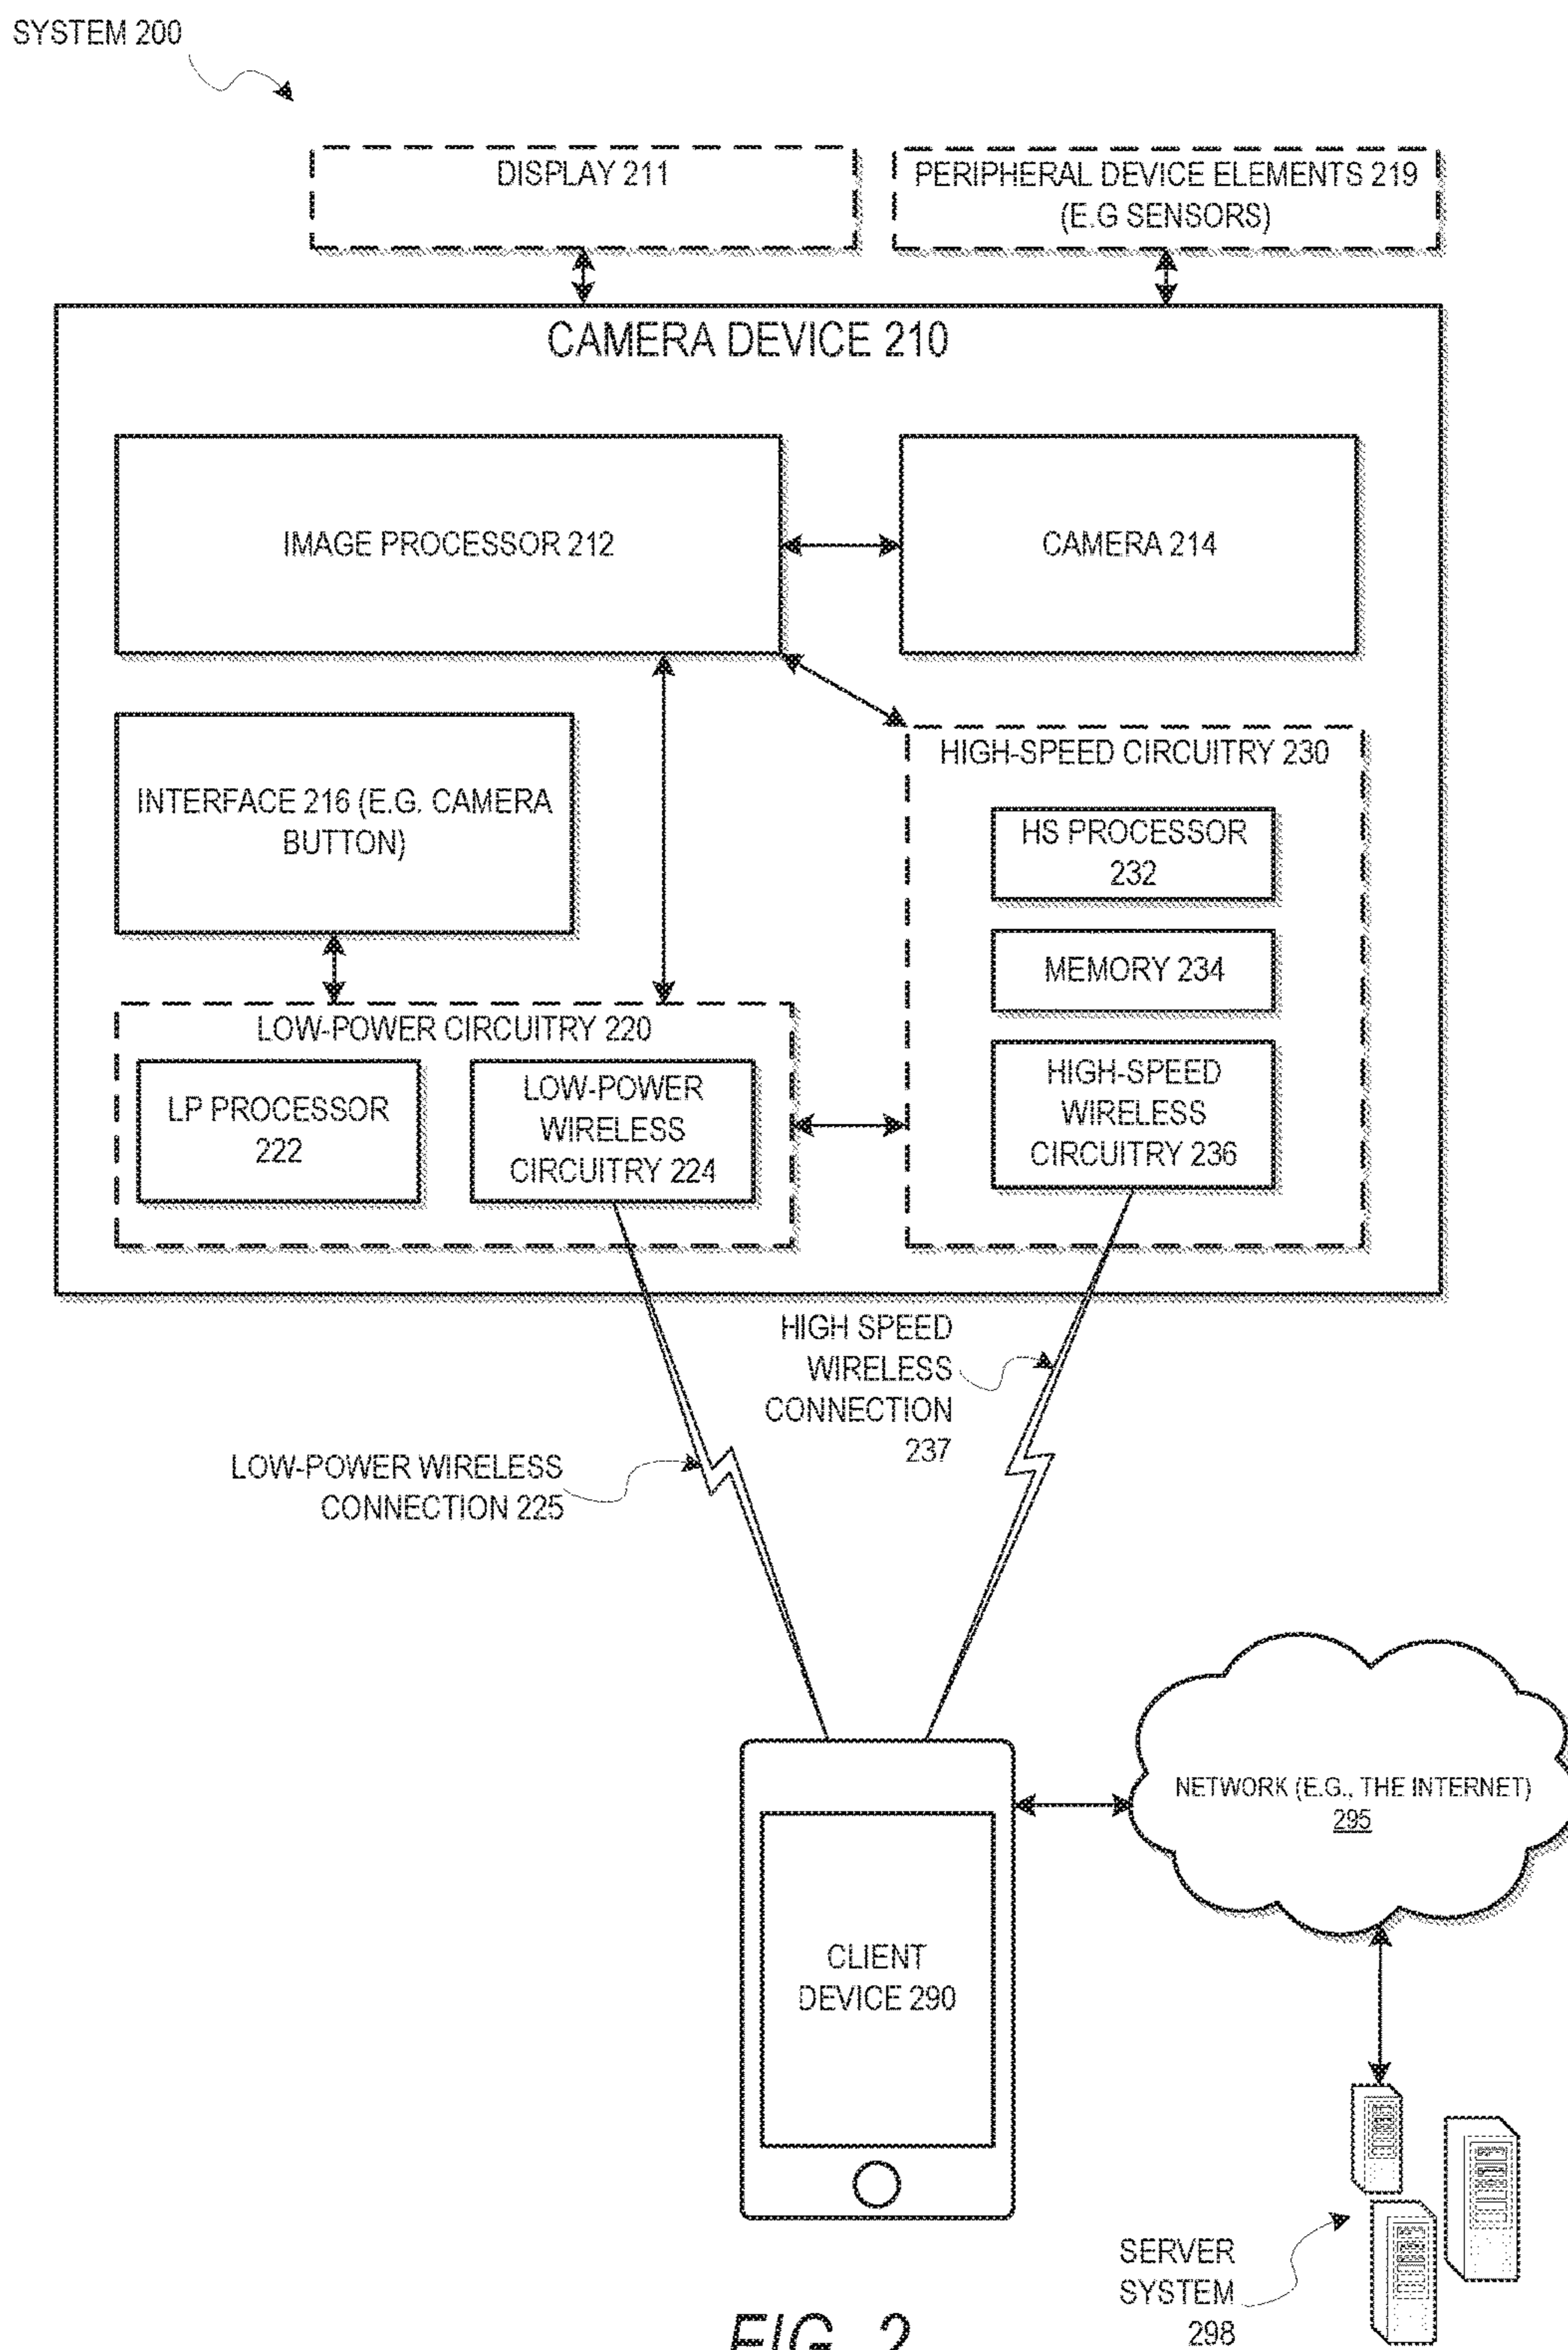 SYSTEM 200
DISPLAY 211
PERIPHERAL DEVICE ELEMENTS 219
(E.G SENSORS)
CAMERA DEVICE 210
IMAGE PROCESSOR 212
CAMERA 214
INTERFACE 216 (E.G. CAMERA
BUTTON)
HIGH-SPEED CIRCUITRY 230
HS PROCESSOR
232
MEMORY 234
HIGH-SPEED
WIRELESS
CIRCUITRY 236
LOW-POWER CIRCUITRY 220
LP PROCESSOR
222
LOW-POWER
WIRELESS
CIRCUITRY 224
HIGH SPEED
WIRELESS
CONNECTION
237
LOW-POWER WIRELESS
CONNECTION 225
NETWORK (E.G., THE INTERNET)
295
CLIENT
DEVICE 290
SERVER
SYSTEM
298
FIG. 2